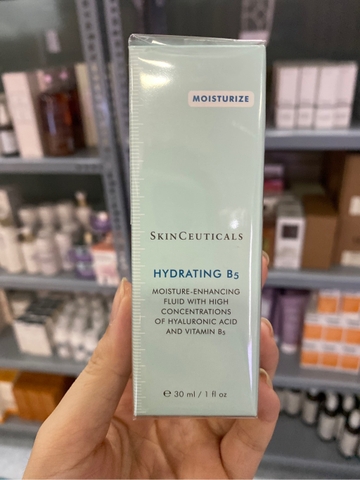 MOISTURIZE
SKINCEUTICALS
HYDRATING B5
MOISTURE-ENHANCING
FLUID WITH HIGH
CONCENTRATIONS
OF HYALURONIC ACID
AND VITAMIN B5
℮ 30 ml / 1 fl oz